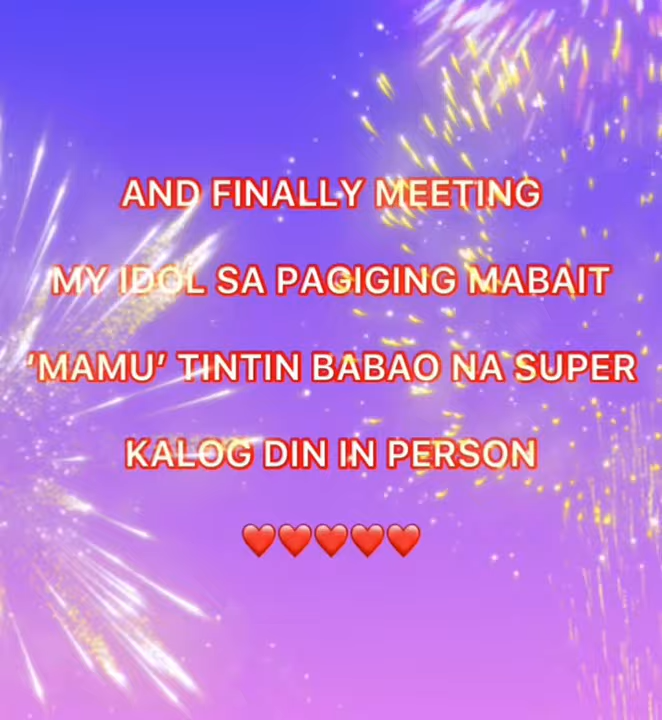 AND FINALLY MEETING
MY IDOL SA PAGIGING MABAIT
‘MAMU’ TINTIN BABAO NA SUPER
KALOG DIN IN PERSON
❤️❤️❤️❤️❤️